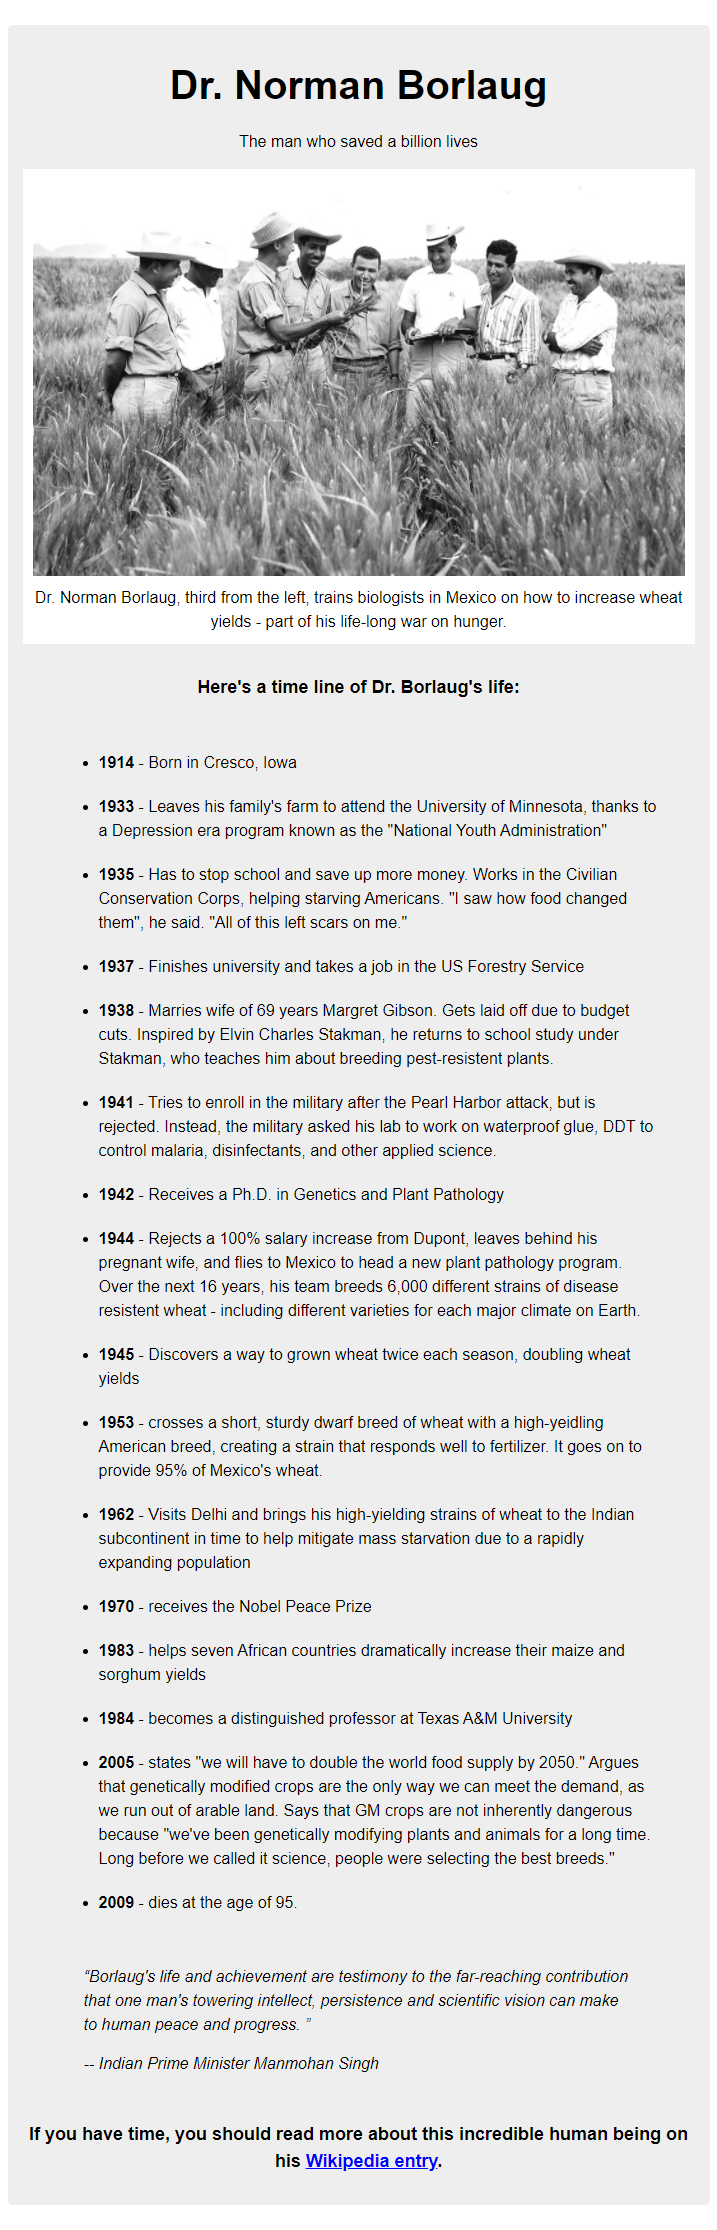 Dr. Norman Borlaug
The man who saved a billion lives
Dr. Norman Borlaug, third from the left, trains biologists in Mexico on how to increase wheat
yields - part of his life-long war on hunger.
Here's a time line of Dr. Borlaug's life:
• 1914 - Born in Cresco, Iowa
• 1933 - Leaves his family's farm to attend the University of Minnesota, thanks to
a Depression era program known as the "National Youth Administration"
• 1935 - Has to stop school and save up more money. Works in the Civilian
Conservation Corps, helping starving Americans. "I saw how food changed
them", he said. "All of this left scars on me."
• 1937 - Finishes university and takes a job in the US Forestry Service
• 1938 - Marries wife of 69 years Margret Gibson. Gets laid off due to budget
cuts. Inspired by Elvin Charles Stakman, he returns to school study under
Stakman, who teaches him about breeding pest-resistent plants.
• 1941 - Tries to enroll in the military after the Pearl Harbor attack, but is
rejected. Instead, the military asked his lab to work on waterproof glue, DDT to
control malaria, disinfectants, and other applied science.
• 1942 - Receives a Ph.D. in Genetics and Plant Pathology
• 1944 - Rejects a 100% salary increase from Dupont, leaves behind his
pregnant wife, and flies to Mexico to head a new plant pathology program.
Over the next 16 years, his team breeds 6,000 different strains of disease
resistent wheat - including different varieties for each major climate on Earth.
• 1945 - Discovers a way to grown wheat twice each season, doubling wheat
yields
• 1953 - crosses a short, sturdy dwarf breed of wheat with a high-yeidling
American breed, creating a strain that responds well to fertilizer. It goes on to
provide 95% of Mexico's wheat.
• 1962 - Visits Delhi and brings his high-yielding strains of wheat to the Indian
subcontinent in time to help mitigate mass starvation due to a rapidly
expanding population
• 1970 - receives the Nobel Peace Prize
• 1983 - helps seven African countries dramatically increase their maize and
sorghum yields
• 1984 - becomes a distinguished professor at Texas A&M University
• 2005 - states "we will have to double the world food supply by 2050." Argues
that genetically modified crops are the only way we can meet the demand, as
we run out of arable land. Says that GM crops are not inherently dangerous
because "we've been genetically modifying plants and animals for a long time.
Long before we called it science, people were selecting the best breeds."
• 2009 - dies at the age of 95.
“Borlaug's life and achievement are testimony to the far-reaching contribution
that one man's towering intellect, persistence and scientific vision can make
to human peace and progress. ”
-- Indian Prime Minister Manmohan Singh
If you have time, you should read more about this incredible human being on
his Wikipedia entry.